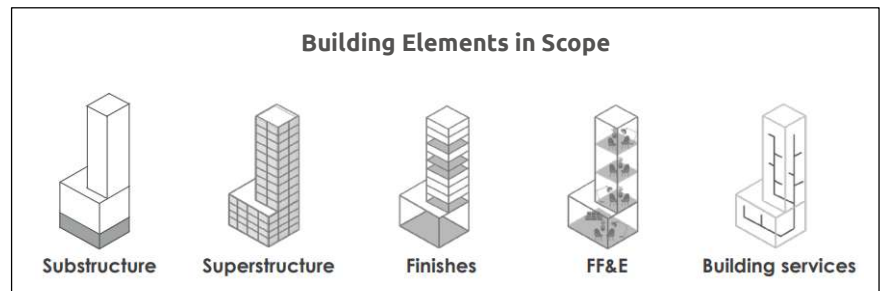 Building Elements in Scope
Substructure Superstructure Finishes FF&E Building services